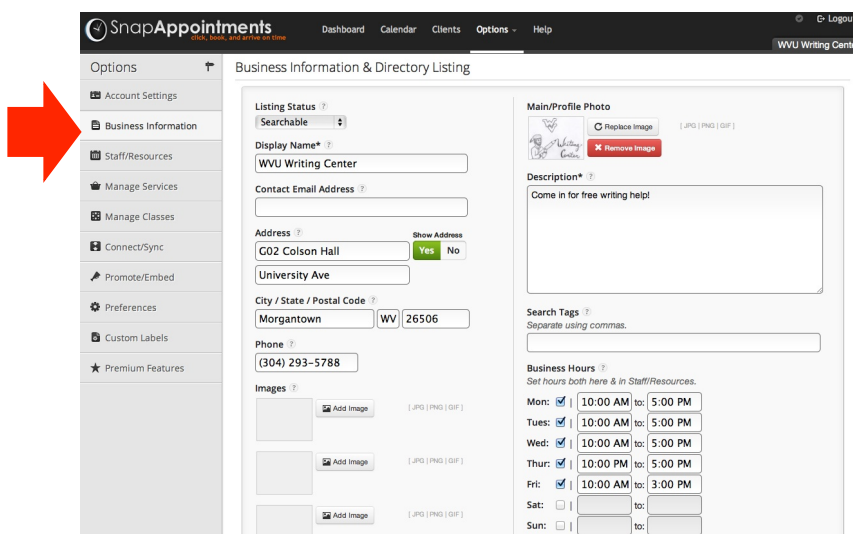 SnapAppointments
click, book, and arrive on time
Dashboard Calendar Clients Options Help
Logou
WVU Writing Cente
Options
Account Settings
Business Information
Staff/Resources
Manage Services
Manage Classes
Connect/Sync
Promote/Embed
Preferences
Custom Labels
Premium Features
Business Information & Directory Listing
Listing Status ?
Searchable
Display Name* ?
WVU Writing Center
Contact Email Address ?
Address ?
Show Address
G02 Colson Hall
Yes No
University Ave
City / State / Postal Code ?
Morgantown WV 26506
Phone ?
(304) 293-5788
Images ?
Add Image [ JPG | PNG | GIF ]
Add Image [ JPG | PNG | GIF ]
Add Image [ JPG | PNG | GIF ]
Main/Profile Photo
Writing
Center
Replace Image [ JPG | PNG | GIF ]
Remove Image
Description* ?
Come in for free writing help!
Search Tags ?
Separate using commas.
Business Hours ?
Set hours both here & in Staff/Resources.
Mon: | 10:00 AM to: 5:00 PM
Tues: | 10:00 AM to: 5:00 PM
Wed: | 10:00 AM to: 5:00 PM
Thur: | 10:00 PM to: 5:00 PM
Fri: | 10:00 AM to: 3:00 PM
Sat: | to:
Sun: | to: